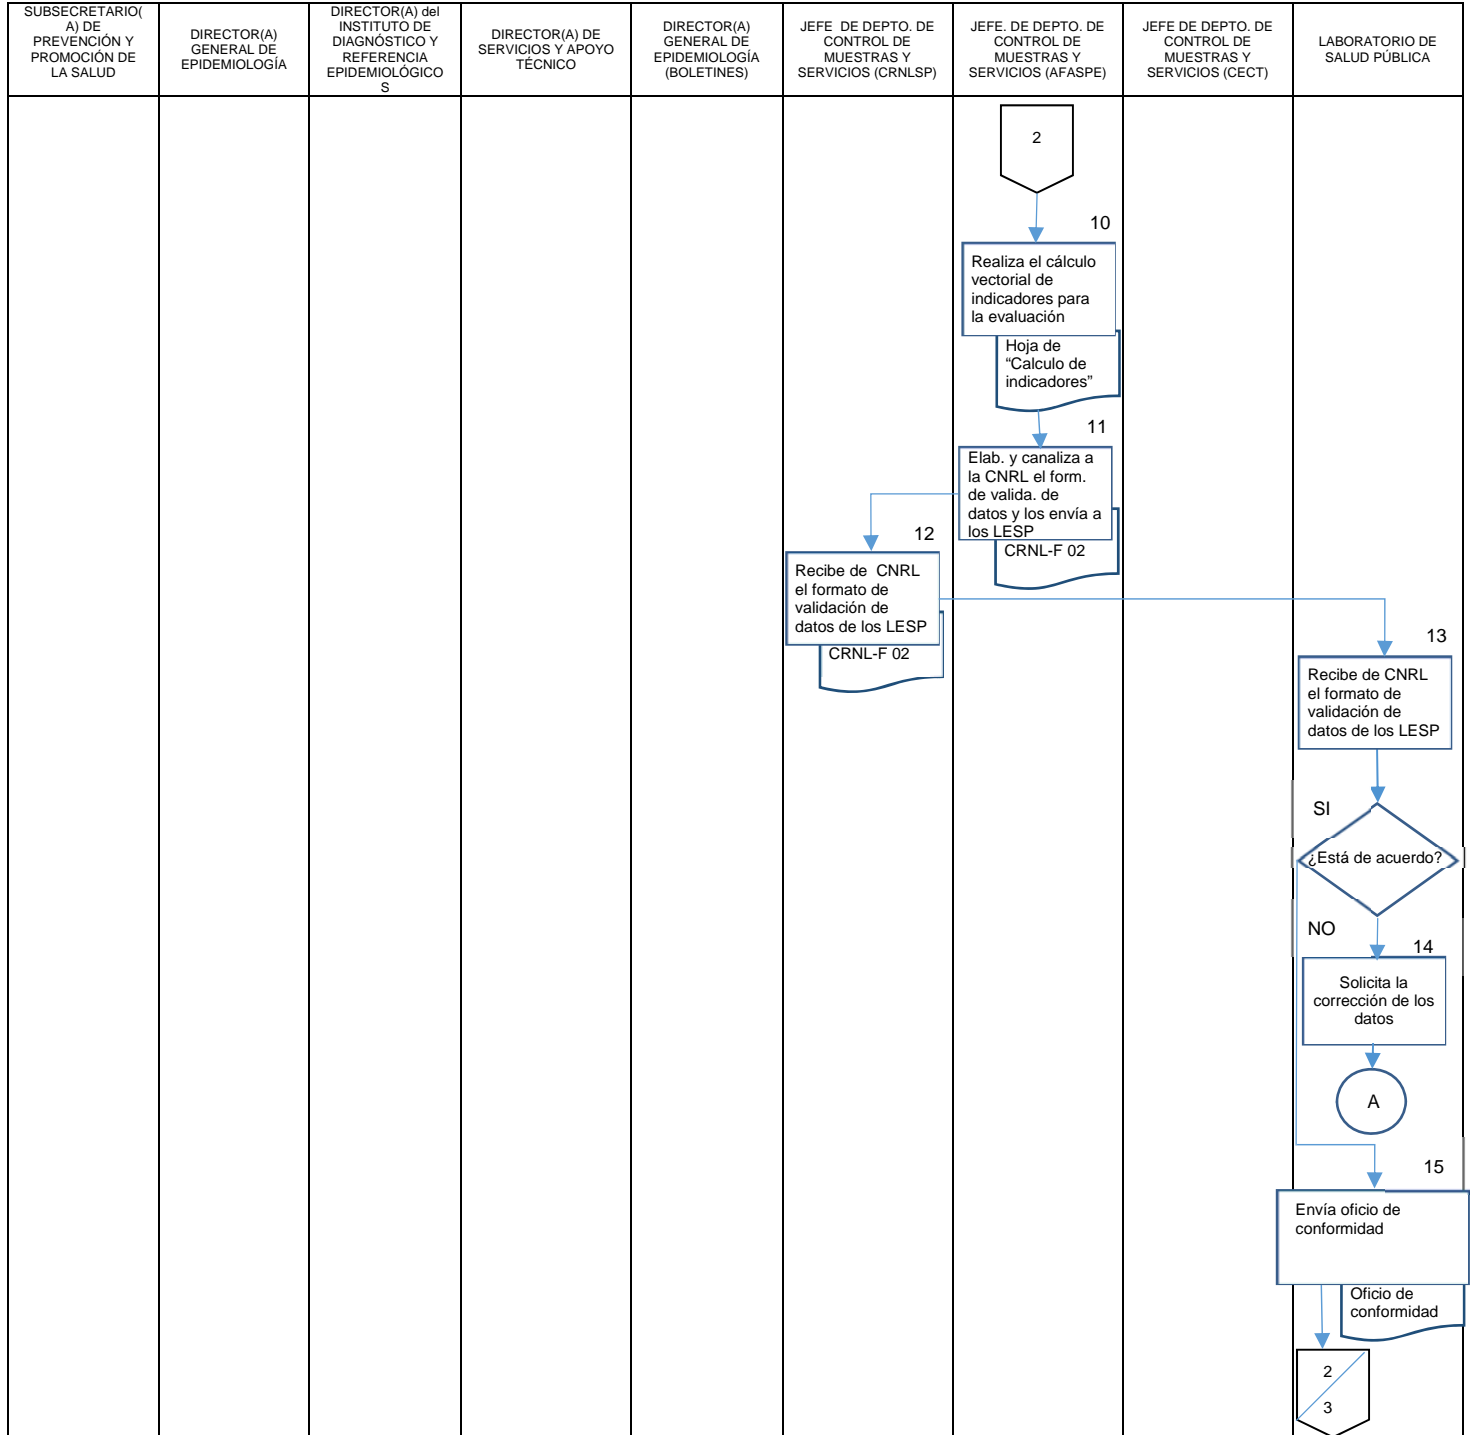 SUBSECRETARIO(
A) DE
PREVENCIÓN Y
PROMOCIÓN DE
LA SALUD
DIRECTOR(A)
GENERAL DE
EPIDEMIOLOGÍA
DIRECTOR(A) del
INSTITUTO DE
DIAGNÓSTICO Y
REFERENCIA
EPIDEMIOLÓGICO
S
DIRECTOR(A) DE
SERVICIOS Y APOYO
TÉCNICO
DIRECTOR(A)
GENERAL DE
EPIDEMIOLOGÍA
(BOLETINES)
JEFE DE DEPTO. DE
CONTROL DE
MUESTRAS Y
SERVICIOS (CRNLSP)
JEFE. DE DEPTO. DE
CONTROL DE
MUESTRAS Y
SERVICIOS (AFASPE)
JEFE DE DEPTO. DE
CONTROL DE
MUESTRAS Y
SERVICIOS (CECT)
LABORATORIO DE
SALUD PÚBLICA
2
10
Realiza el cálculo
vectorial de
indicadores para
la evaluación
Hoja de
“Calculo de
indicadores”
11
Elab. y canaliza a
la CNRL el form.
de valida. de
datos y los envía a
los LESP
CRNL-F 02
12
Recibe de CNRL
el formato de
validación de
datos de los LESP
CRNL-F 02
13
Recibe de CNRL
el formato de
validación de
datos de los LESP
SI
¿Está de acuerdo?
NO
14
Solicita la
corrección de los
datos
A
15
Envía oficio de
conformidad
Oficio de
conformidad
2
3